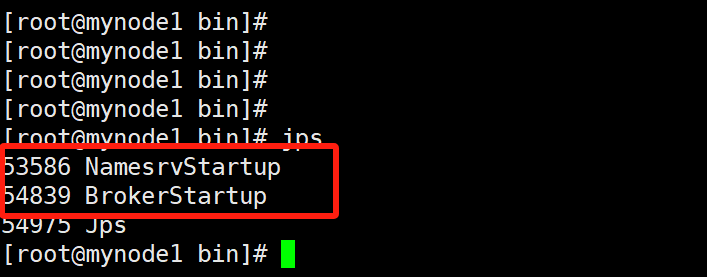 [root@mynode1 bin]#
[root@mynode1 bin]#
[root@mynode1 bin]#
[root@mynode1 bin]#
[root@mynode1 bin]# jps
53586 NamesrvStartup
54839 BrokerStartup
54975 Jps
[root@mynode1 bin]#